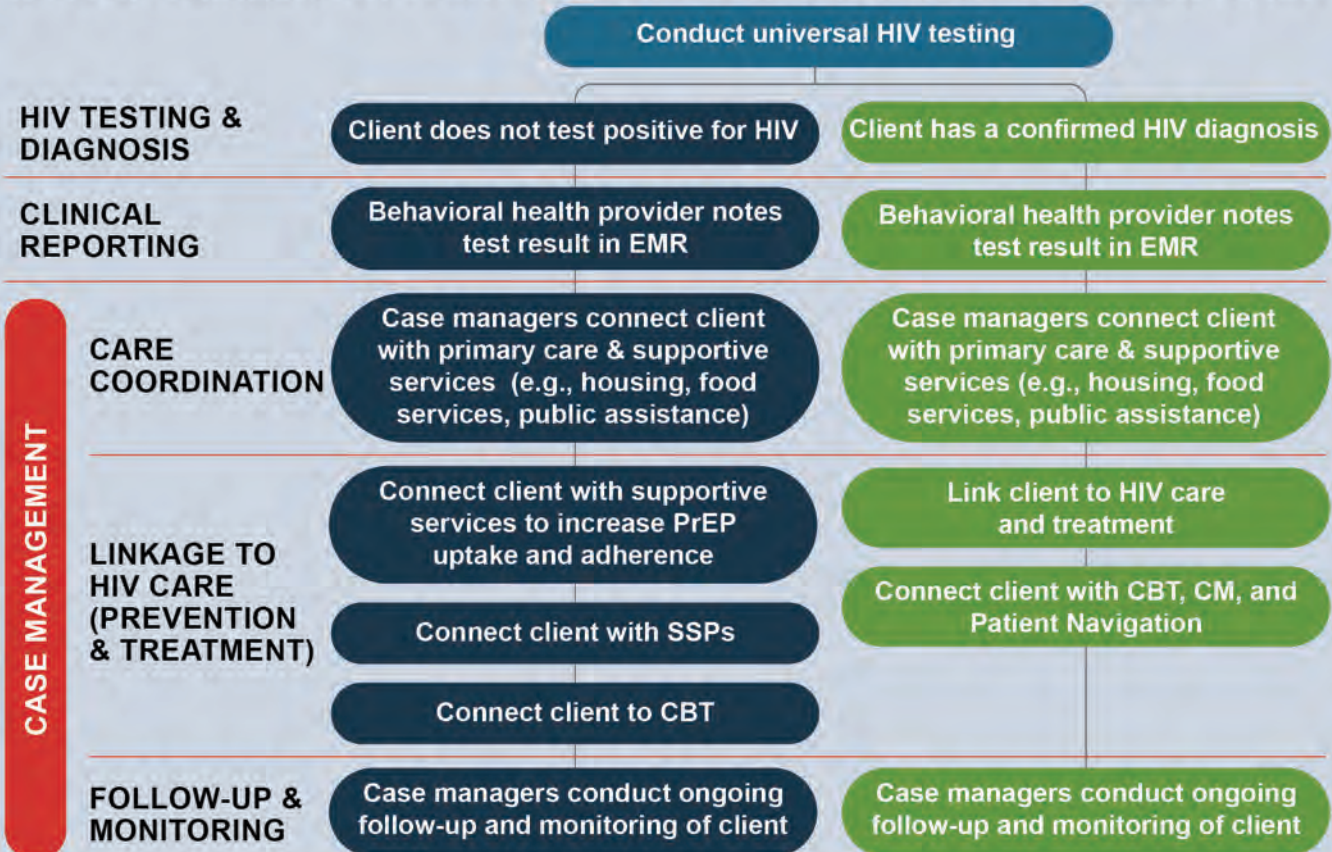 Conduct universal HIV testing
HIV TESTING &
DIAGNOSIS
Client does not test positive for HIV
Client has a confirmed HIV diagnosis
CLINICAL
REPORTING
Behavioral health provider notes
test result in EMR
Behavioral health provider notes
test result in EMR
CASE MANAGEMENT
CARE
COORDINATION
Case managers connect client
with primary care & supportive
services (e.g., housing, food
services, public assistance)
Case managers connect client
with primary care & supportive
services (e.g., housing, food
services, public assistance)
LINKAGE TO
HIV CARE
(PREVENTION
& TREATMENT)
Connect client with supportive
services to increase PrEP
uptake and adherence
Connect client with SSPs
Connect client to CBT
Link client to HIV care
and treatment
Connect client with CBT, CM, and
Patient Navigation
FOLLOW-UP &
MONITORING
Case managers conduct ongoing
follow-up and monitoring of client
Case managers conduct ongoing
follow-up and monitoring of client